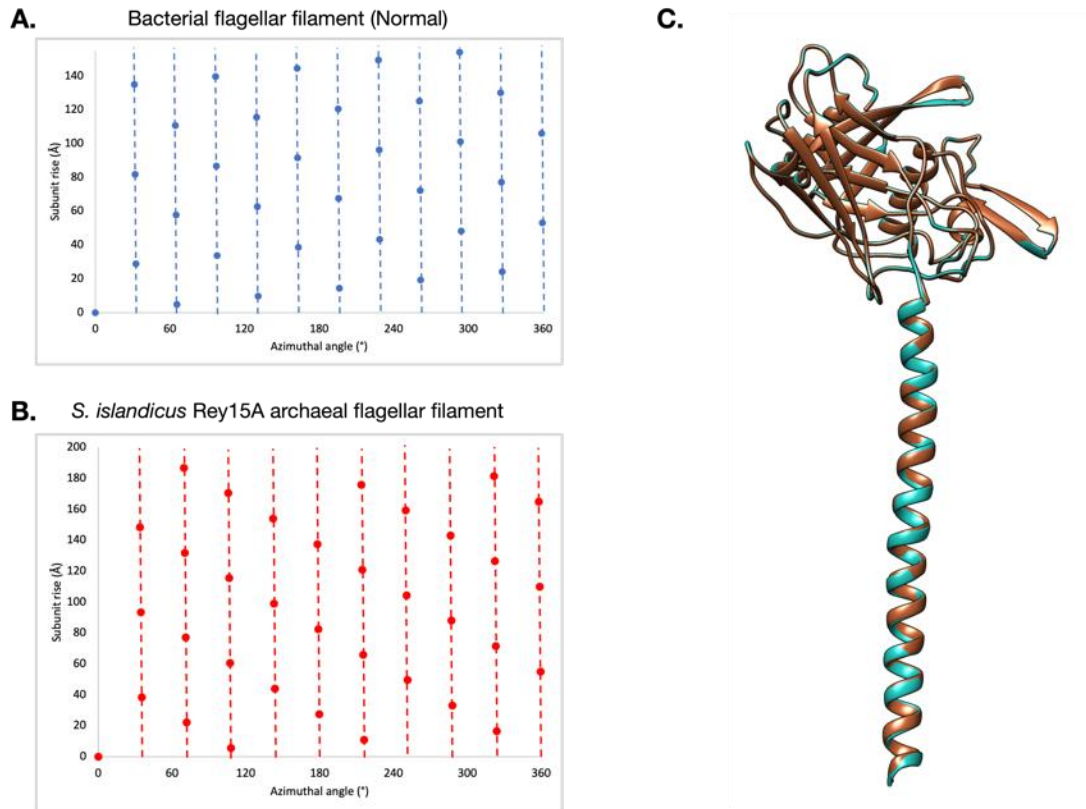 A.
Bacterial flagellar filament (Normal)
140
120
100
80
60
40
20
0
Subunit rise (Å)
0 60 120 180 240 300 360
Azimuthal angle (°)
B.
S. islandicus Rey15A archaeal flagellar filament
200
180
160
140
120
100
80
60
40
20
0
Subunit rise (Å)
0 60 120 180 240 300 360
Azimuthal angle (°)
C.